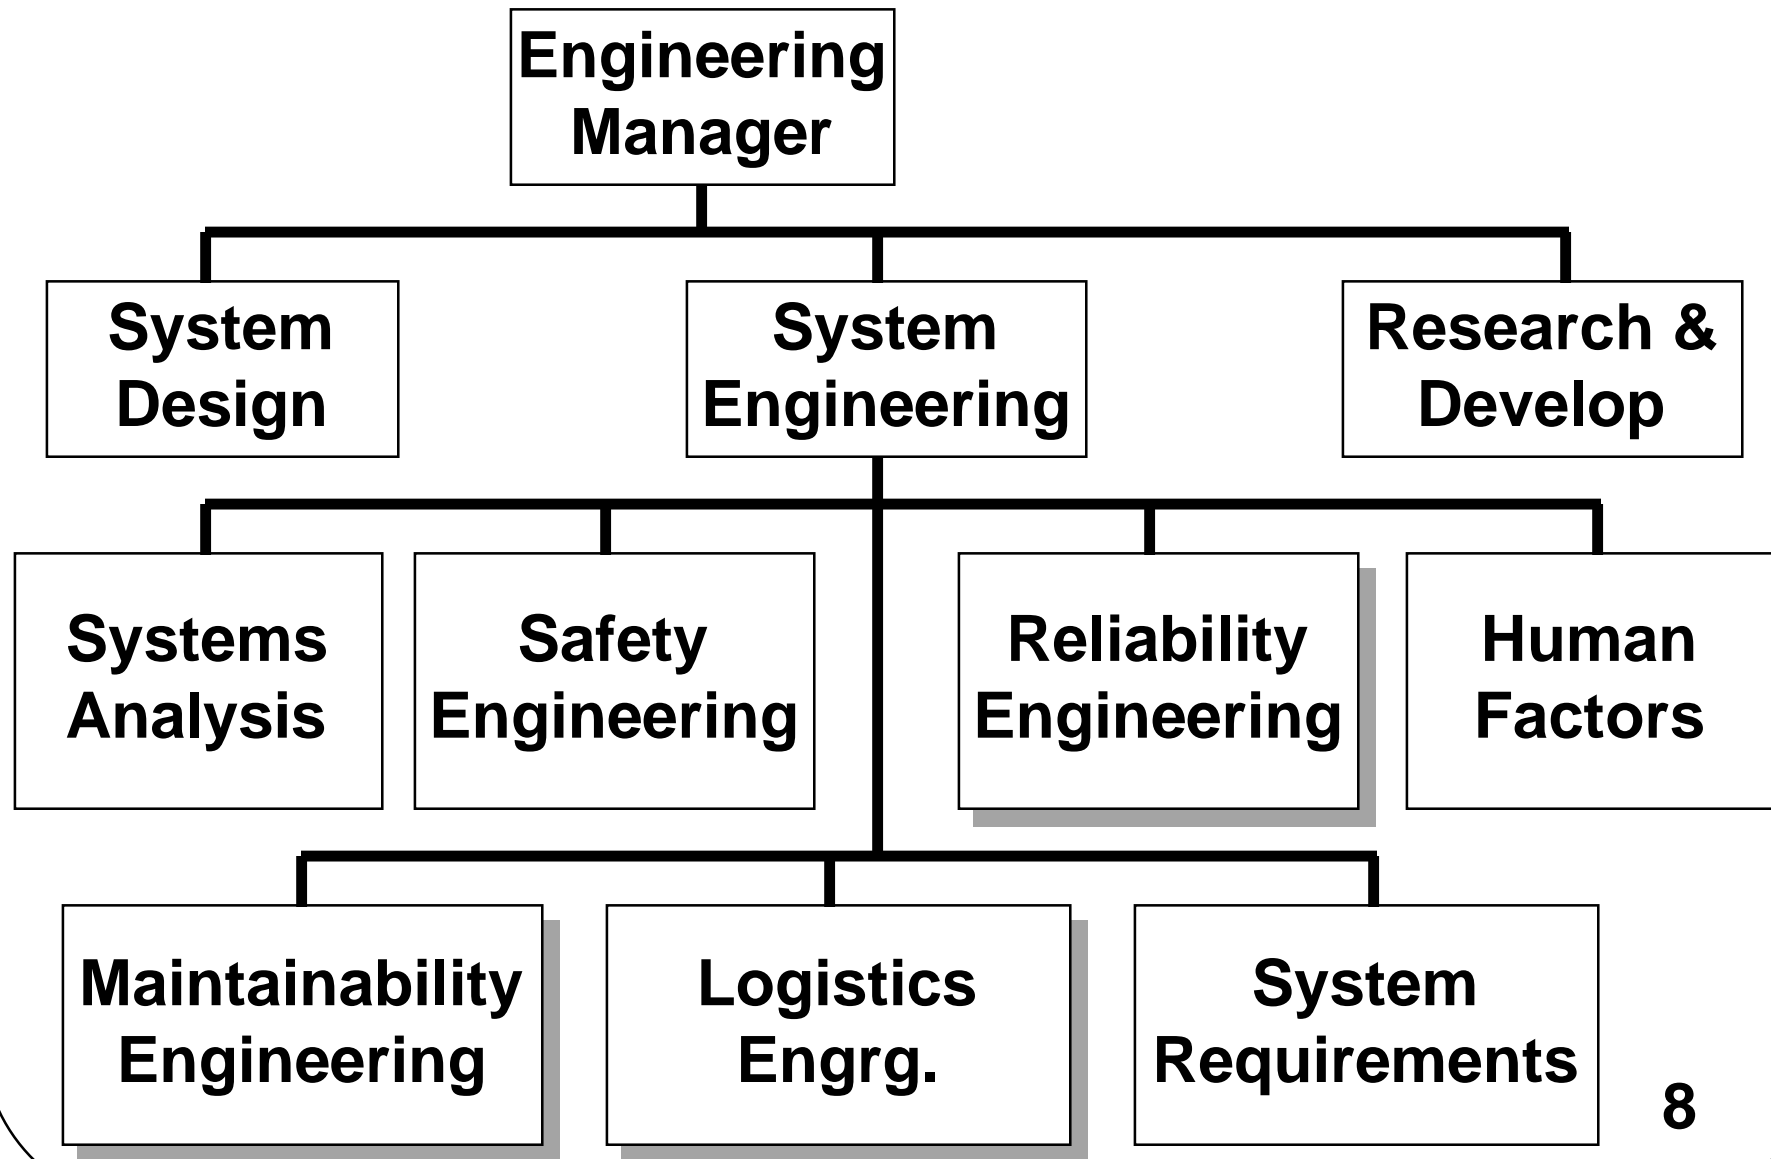 Engineering
Manager
System
Design
System
Engineering
Research &
Develop
Systems
Analysis
Safety
Engineering
Reliability
Engineering
Human
Factors
Maintainability
Engineering
Logistics
Engrg.
System
Requirements
8